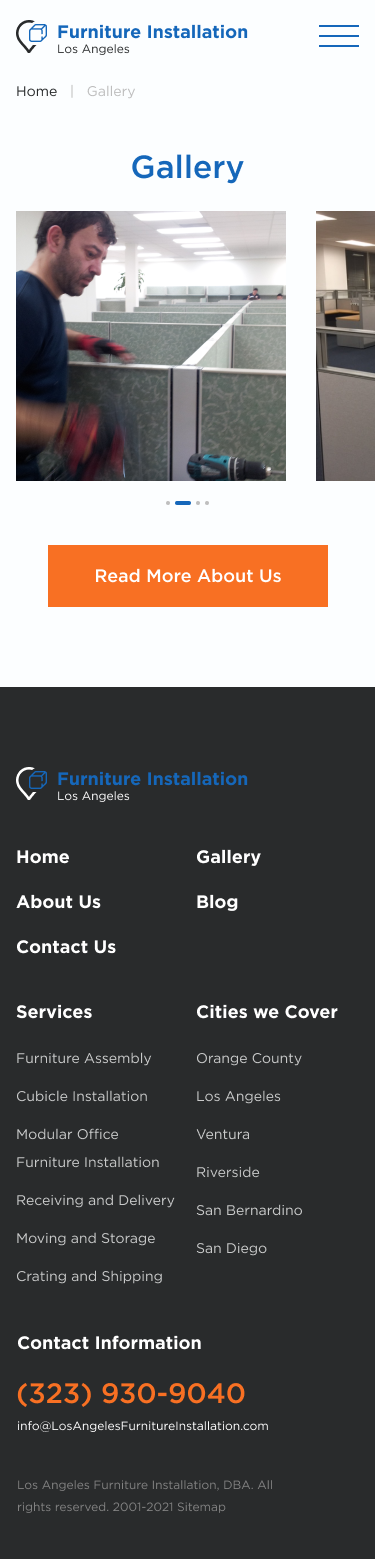 Furniture Installation
Los Angeles
Home | Gallery
Gallery
Read More About Us
Furniture Installation
Los Angeles
Home
Gallery
About Us
Blog
Contact Us
Services
Furniture Assembly
Cubicle Installation
Modular Office
Furniture Installation
Receiving and Delivery
Moving and Storage
Crating and Shipping
Cities we Cover
Orange County
Los Angeles
Ventura
Riverside
San Bernardino
San Diego
Contact Information
(323) 930-9040
info@LosAngelesFurnitureInstallation.com
Los Angeles Furniture Installation, DBA. All
rights reserved. 2001-2021 Sitemap